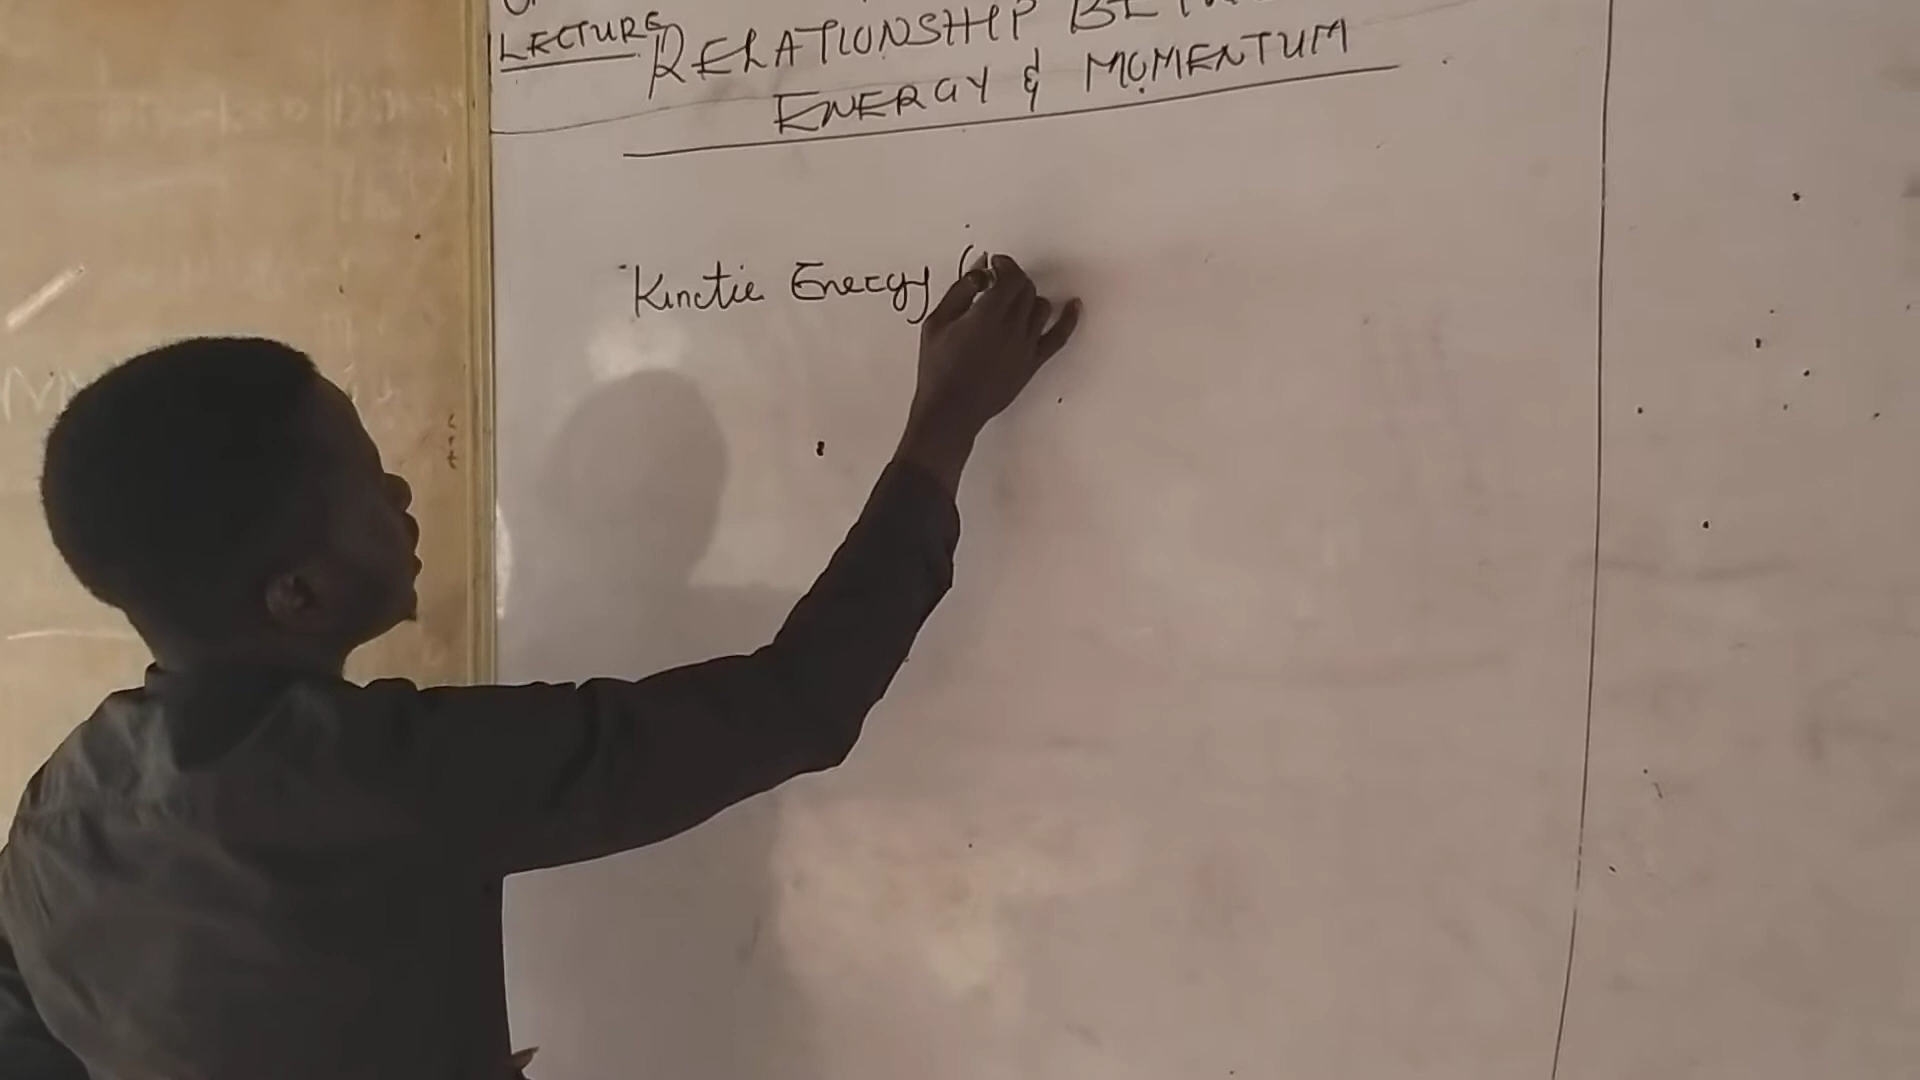 LECTURE
RELATIONSHIP
ENERGY & MOMENTUM
Kinetic Energy (